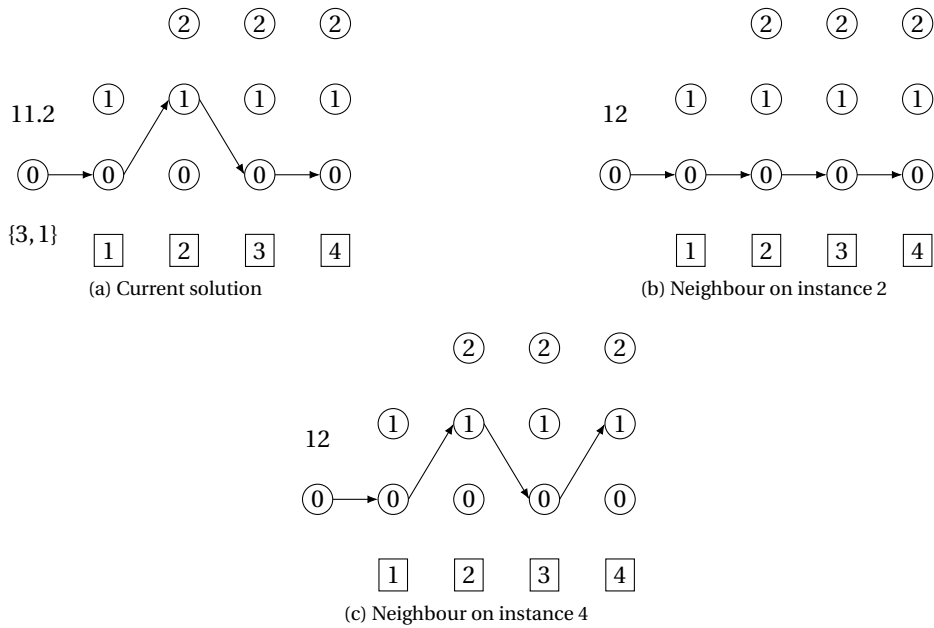 2 2 2
11.2 1 1 1 1
0 0 0 0 0
{3, 1} 1 2 3 4
(a) Current solution
2 2 2
12 1 1 1 1
0 0 0 0 0
1 2 3 4
(b) Neighbour on instance 2
2 2 2
12 1 1 1 1
0 0 0 0 0
1 2 3 4
(c) Neighbour on instance 4